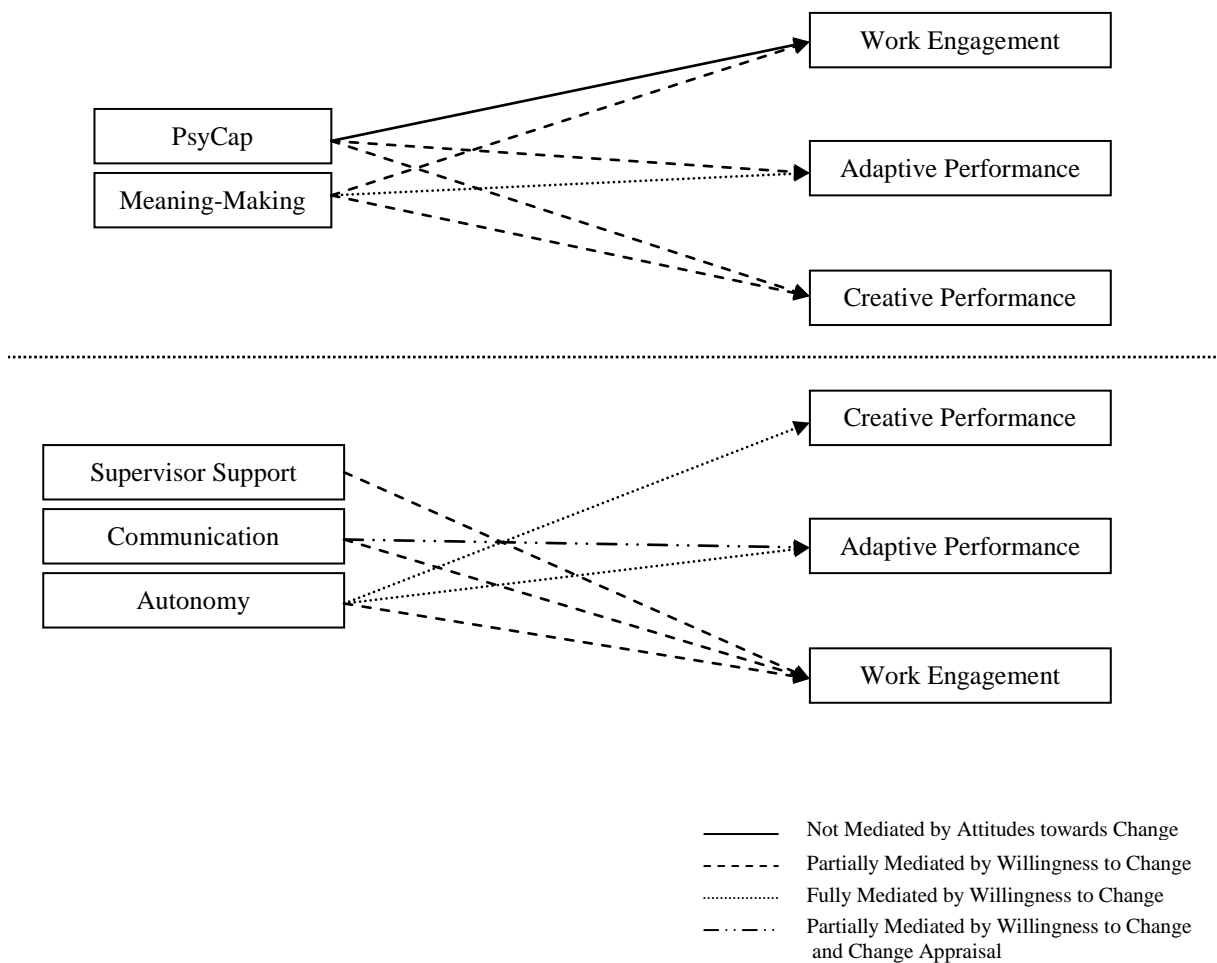 Work Engagement
PsyCap
Adaptive Performance
Meaning-Making
Creative Performance
Creative Performance
Supervisor Support
Communication
Adaptive Performance
Autonomy
Work Engagement
Not Mediated by Attitudes towards Change
Partially Mediated by Willingness to Change
Fully Mediated by Willingness to Change
Partially Mediated by Willingness to Change
and Change Appraisal